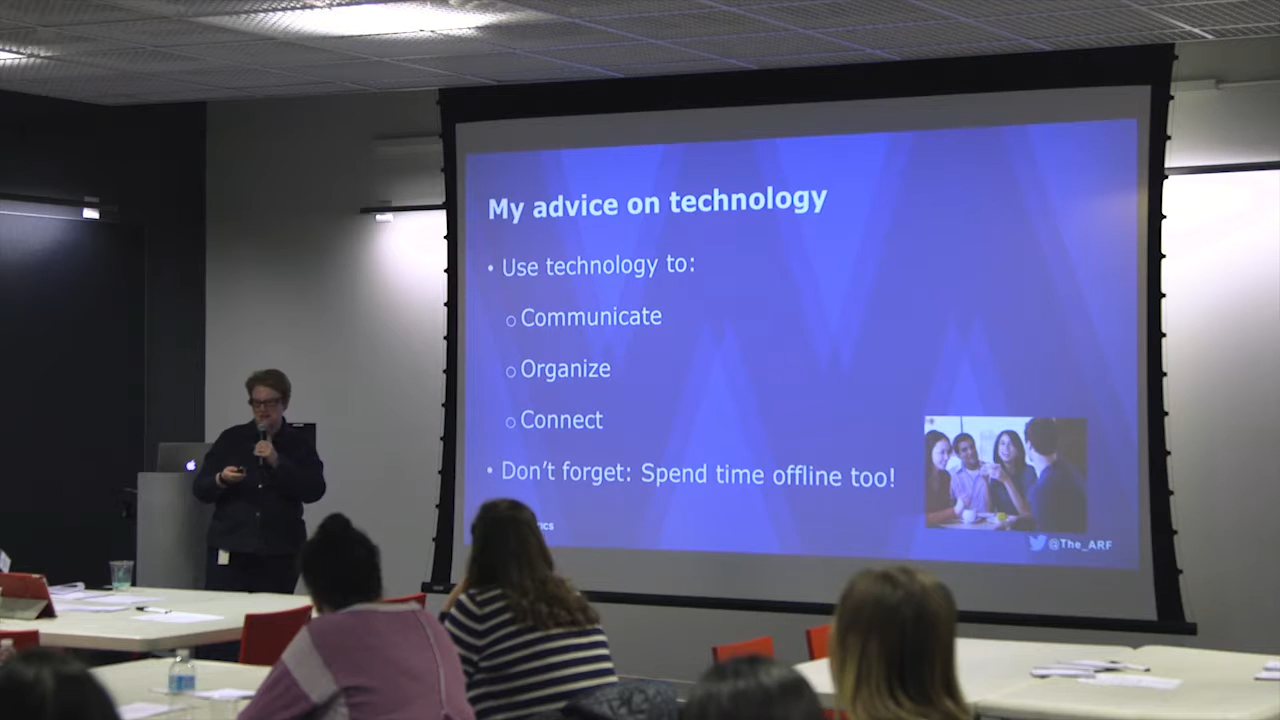 My advice on technology
• Use technology to:
○ Communicate
○ Organize
○ Connect
• Don't forget: Spend time offline too!
@The_ARF